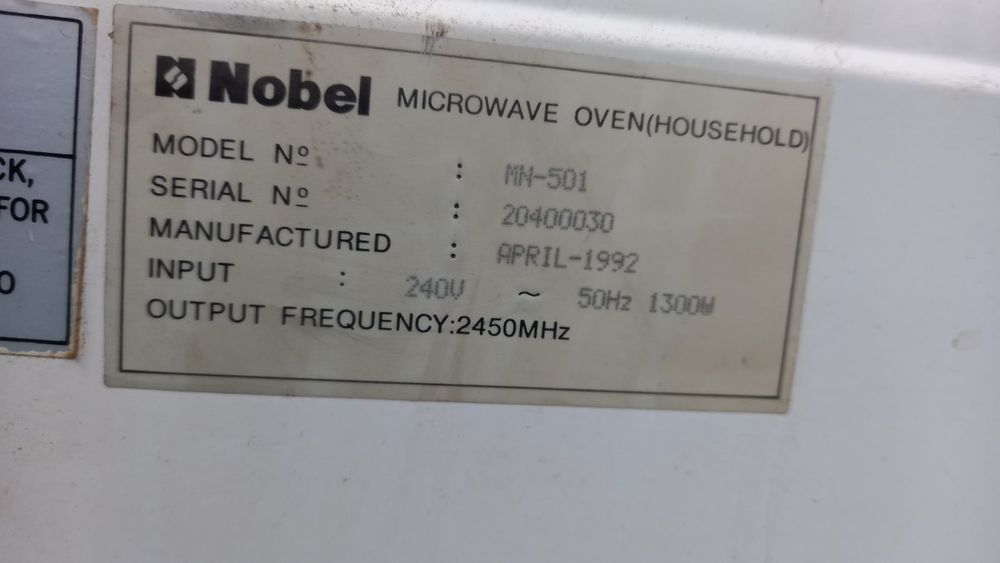 CK,
FOR
O
Nobel MICROWAVE OVEN(HOUSEHOLD)
MODEL Nº : MN-501
SERIAL Nº : 20400030
MANUFACTURED : APRIL-1992
INPUT : 240V ~ 50Hz 1300W
OUTPUT FREQUENCY:2450MHz